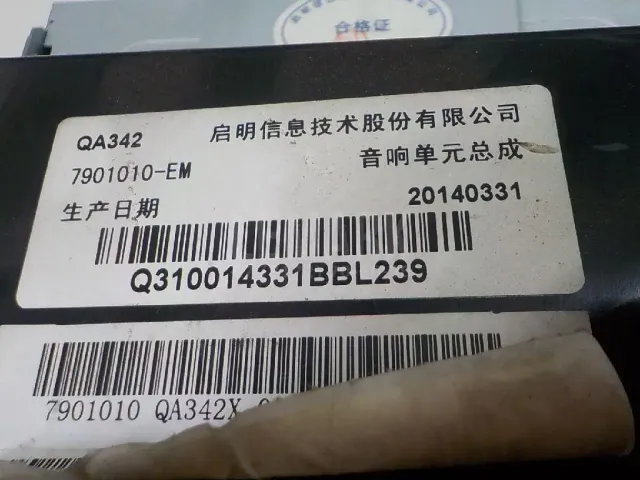 合格证
QA342 启明信息技术股份有限公司
7901010-EM 音响单元总成
生产日期 20140331
Q310014331BBL239
7901010 QA342X